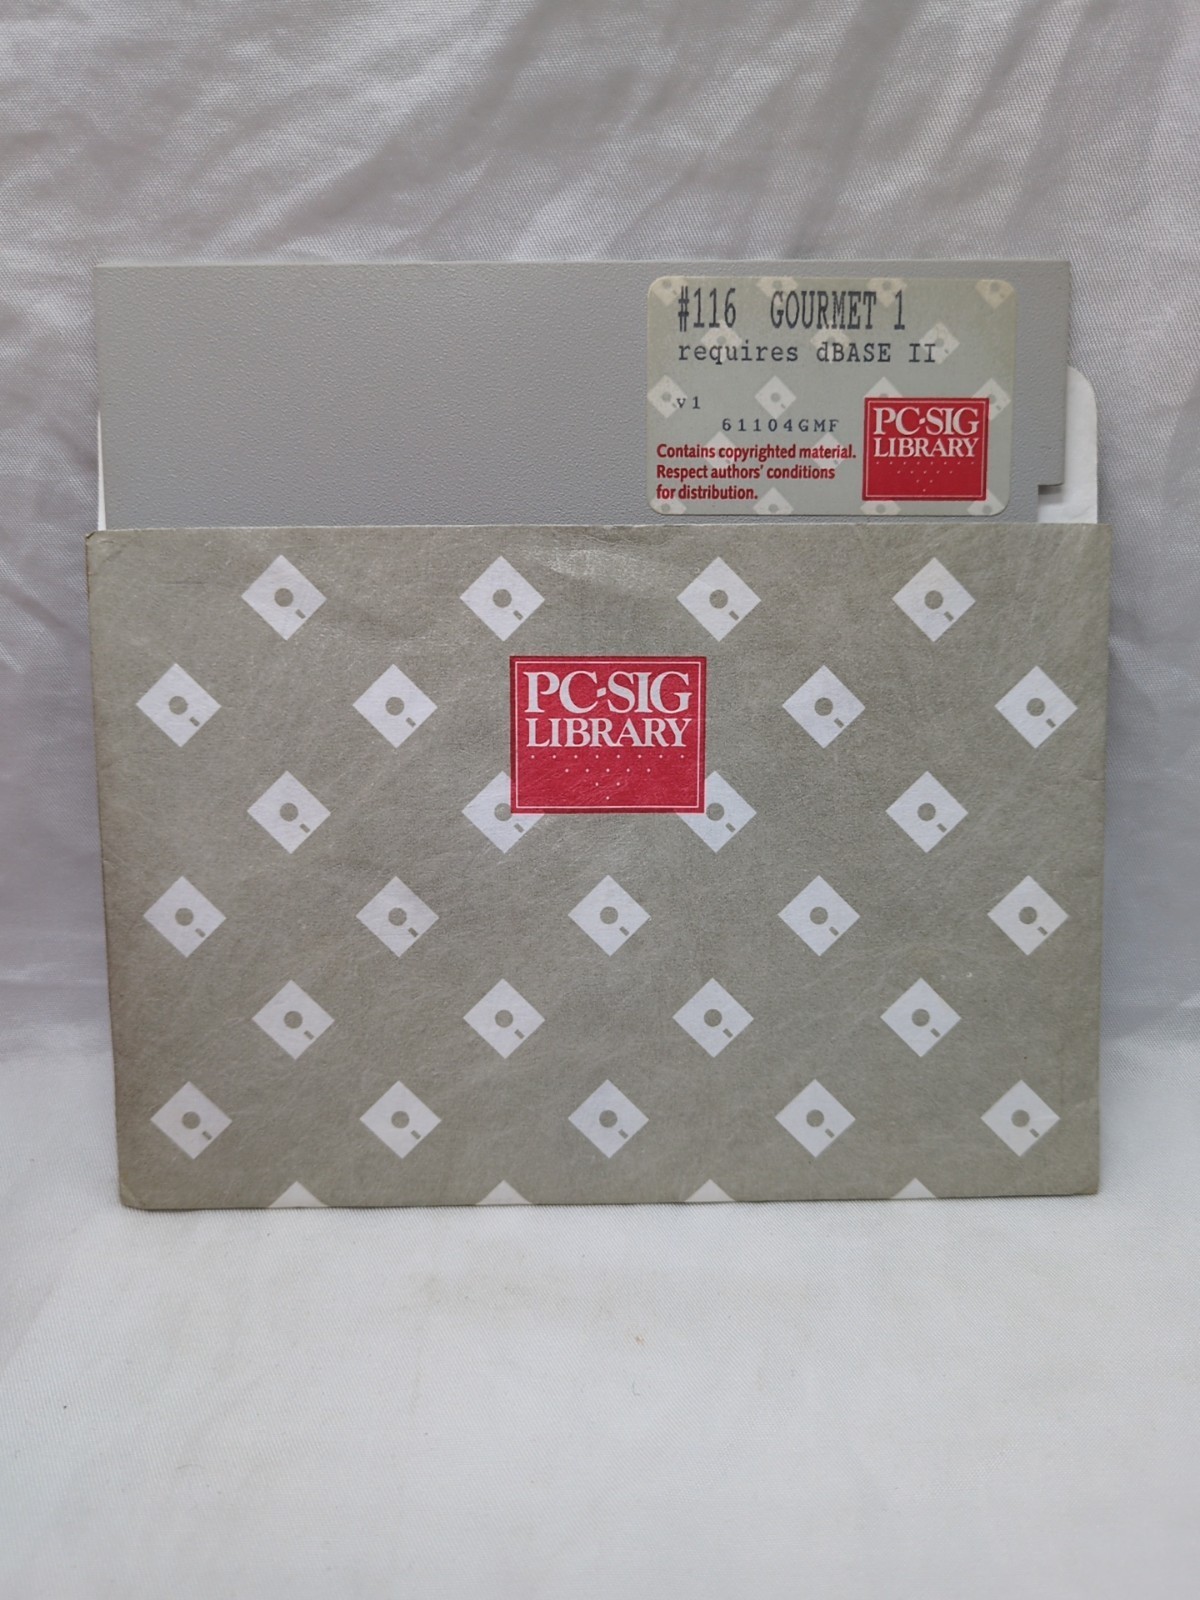 #116 GOURMET 1
requires dBASE II
v1
61104GMF
Contains copyrighted material.
Respect authors' conditions
for distribution.
PC-SIG
LIBRARY
PC-SIG
LIBRARY